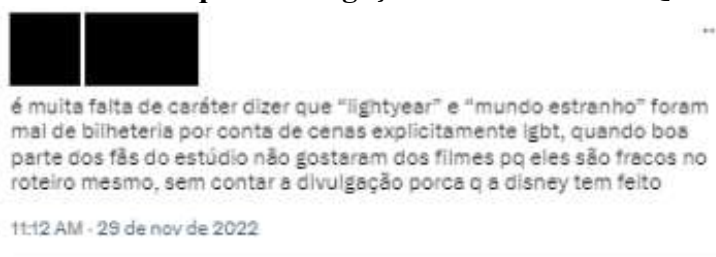 é muita falta de caráter dizer que "lightyear" e "mundo estranho" foram
mal de bilheteria por conta de cenas explicitamente lgbt, quando boa
parte dos fãs do estúdio não gostaram dos filmes pq eles são fracos no
roteiro mesmo, sem contar a divulgação porca q a disney tem feito
11:12 AM · 29 de nov de 2022